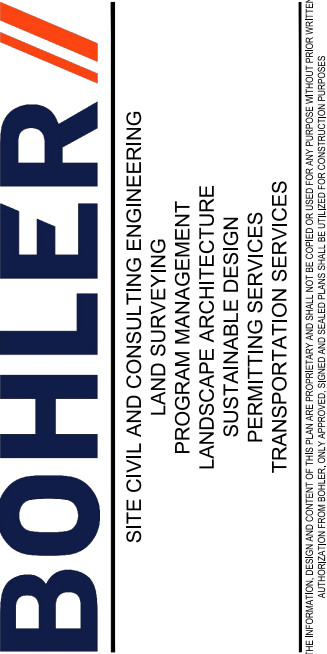 BOHLER//
SITE CIVIL AND CONSULTING ENGINEERING
LAND SURVEYING
PROGRAM MANAGEMENT
LANDSCAPE ARCHITECTURE
SUSTAINABLE DESIGN
PERMITTING SERVICES
TRANSPORTATION SERVICES
THE INFORMATION, DESIGN AND CONTENT OF THIS PLAN ARE PROPRIETARY AND SHALL NOT BE COPIED OR USED FOR ANY PURPOSE WITHOUT PRIOR WRITTEN
AUTHORIZATION FROM BOHLER. ONLY APPROVED, SIGNED AND SEALED PLANS SHALL BE UTILIZED FOR CONSTRUCTION PURPOSES